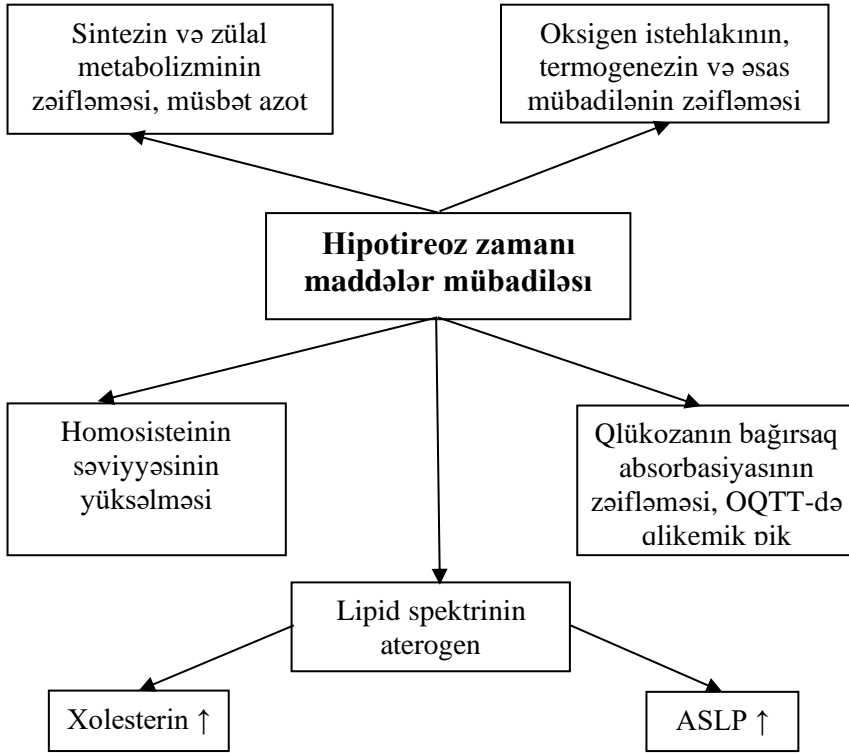 Sintezin və zülal
metabolizminin
zəifləməsi, müsbət azot
Oksigen istehlakının,
termogenezin və əsas
mübadilənin zəifləməsi
Hipotireoz zamanı
maddələr mübadiləsı
Homosisteinin
səviyyəsinin
yüksəlməsi
Qlükozanın bağırsaq
absorbasiyasının
zəifləməsi, OQTT-də
qlikemik pik
Lipid spektrinin
aterogen
Xolesterin ↑
ASLP ↑